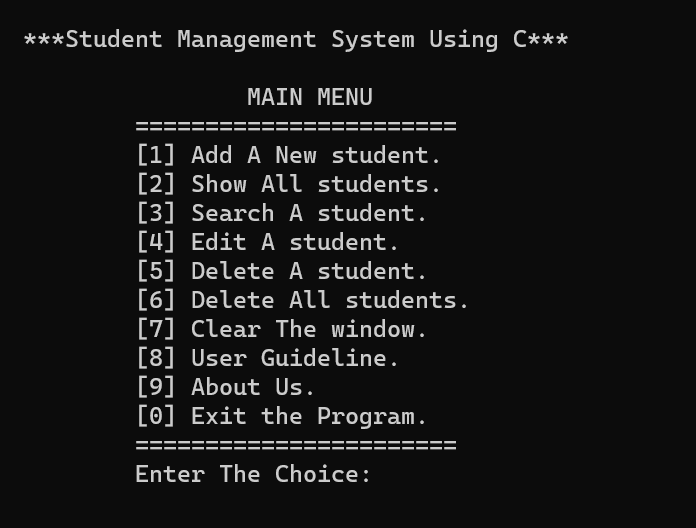 ***Student Management System Using C***
MAIN MENU
=======================
[1] Add A New student.
[2] Show All students.
[3] Search A student.
[4] Edit A student.
[5] Delete A student.
[6] Delete All students.
[7] Clear The window.
[8] User Guideline.
[9] About Us.
[0] Exit the Program.
=======================
Enter The Choice: